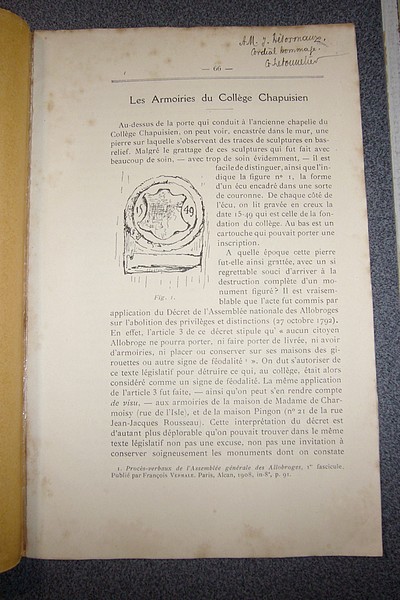 A M. J. Désormaux
Cordial hommage.
— 66 —
Les Armoiries du Collège Chapuisien
Au-dessus de la porte qui conduit à l'ancienne chapelle du
Collège Chapuisien, on peut voir, encastrée dans le mur, une
pierre sur laquelle s'observent des traces de sculptures en bas-
relief. Malgré le grattage de ces sculptures qui fut fait avec
beaucoup de soin, — avec trop de soin évidemment, — il est
facile de distinguer, ainsi que l'in-
dique la figure n° 1, la forme
d'un écu encadré dans une sorte
de couronne. De chaque côté de
l'écu, on lit gravée en creux la
date 15-49 qui est celle de la fon-
dation du collège. Au bas est un
cartouche qui pouvait porter une
inscription.
A quelle époque cette pierre
fut-elle ainsi grattée, avec un si
regrettable souci d'arriver à la
destruction complète d'un mo-
nument figuré ? Il est vraisem-
blable que l'acte fut commis par
15 49
Fig. 1.
application du Décret de l'Assemblée nationale des Allobroges
sur l'abolition des privilèges et distinctions (27 octobre 1792).
En effet, l'article 3 de ce décret stipule qu' « aucun citoyen
Allobroge ne pourra porter, ni faire porter de livrée, ni avoir
d'armoiries, ni placer ou conserver sur ses maisons des gi-
rouettes ou autre signe de féodalité ¹ ». On dut s'autoriser de
ce texte législatif pour détruire ce qui, au collège, était alors
considéré comme un signe de féodalité. La même application
de l'article 3 fut faite, — ainsi qu'on peut s'en rendre compte
de visu, — aux armoiries de la maison de Madame de Char-
moisy (rue de l'Isle), et de la maison Pingon (n° 21 de la rue
Jean-Jacques Rousseau). Cette interprétation du décret est
d'autant plus déplorable qu'on pouvait trouver dans le même
texte législatif non pas une excuse, non pas une invitation à
conserver soigneusement les monuments dont on constate
1. Procès-verbaux de l'Assemblée générale des Allobroges, 1er fascicule,
Publié par François Vermale. Paris, Alcan, 1908, in-8°, p. 91.